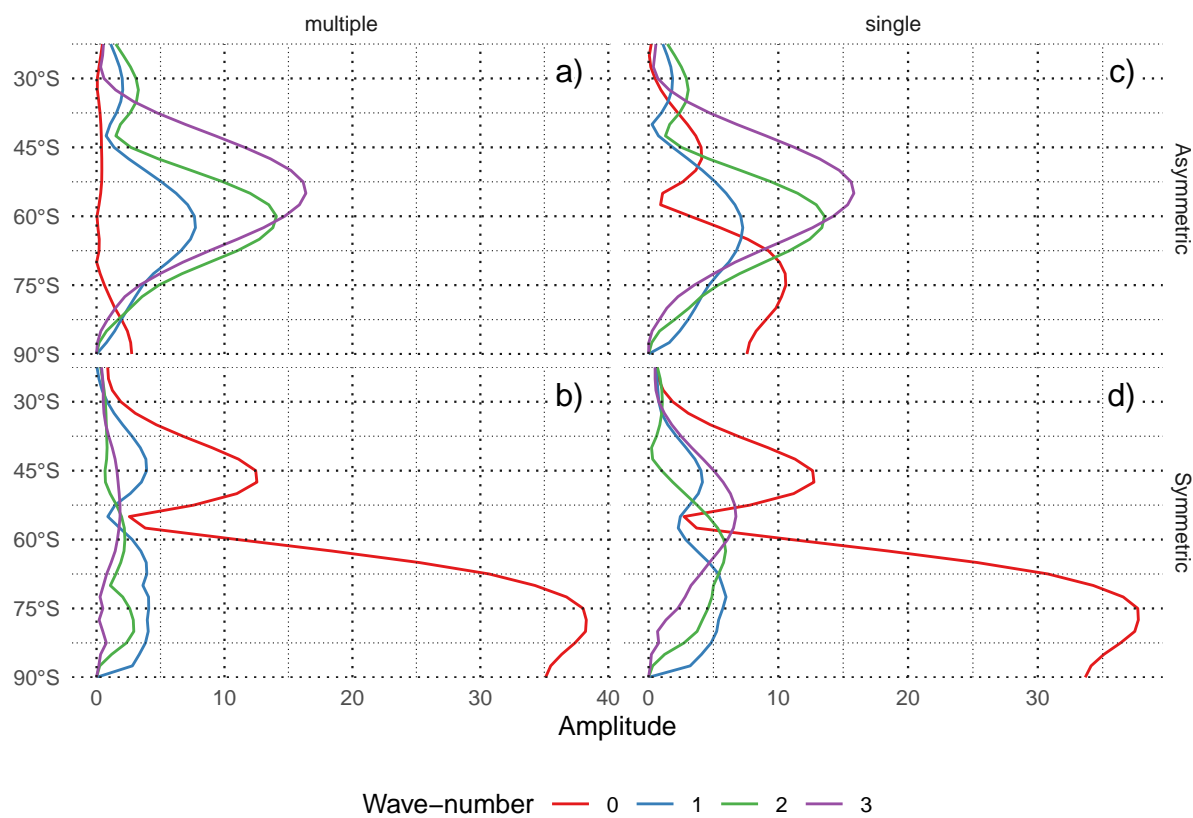 multiple single
a) c)
30°S
45°S
60°S
75°S
90°S
Asymmetric
b) d)
30°S
45°S
60°S
75°S
90°S
Symmetric
0 10 20 30 40 0 10 20 30
Amplitude
Wave−number 0 1 2 3